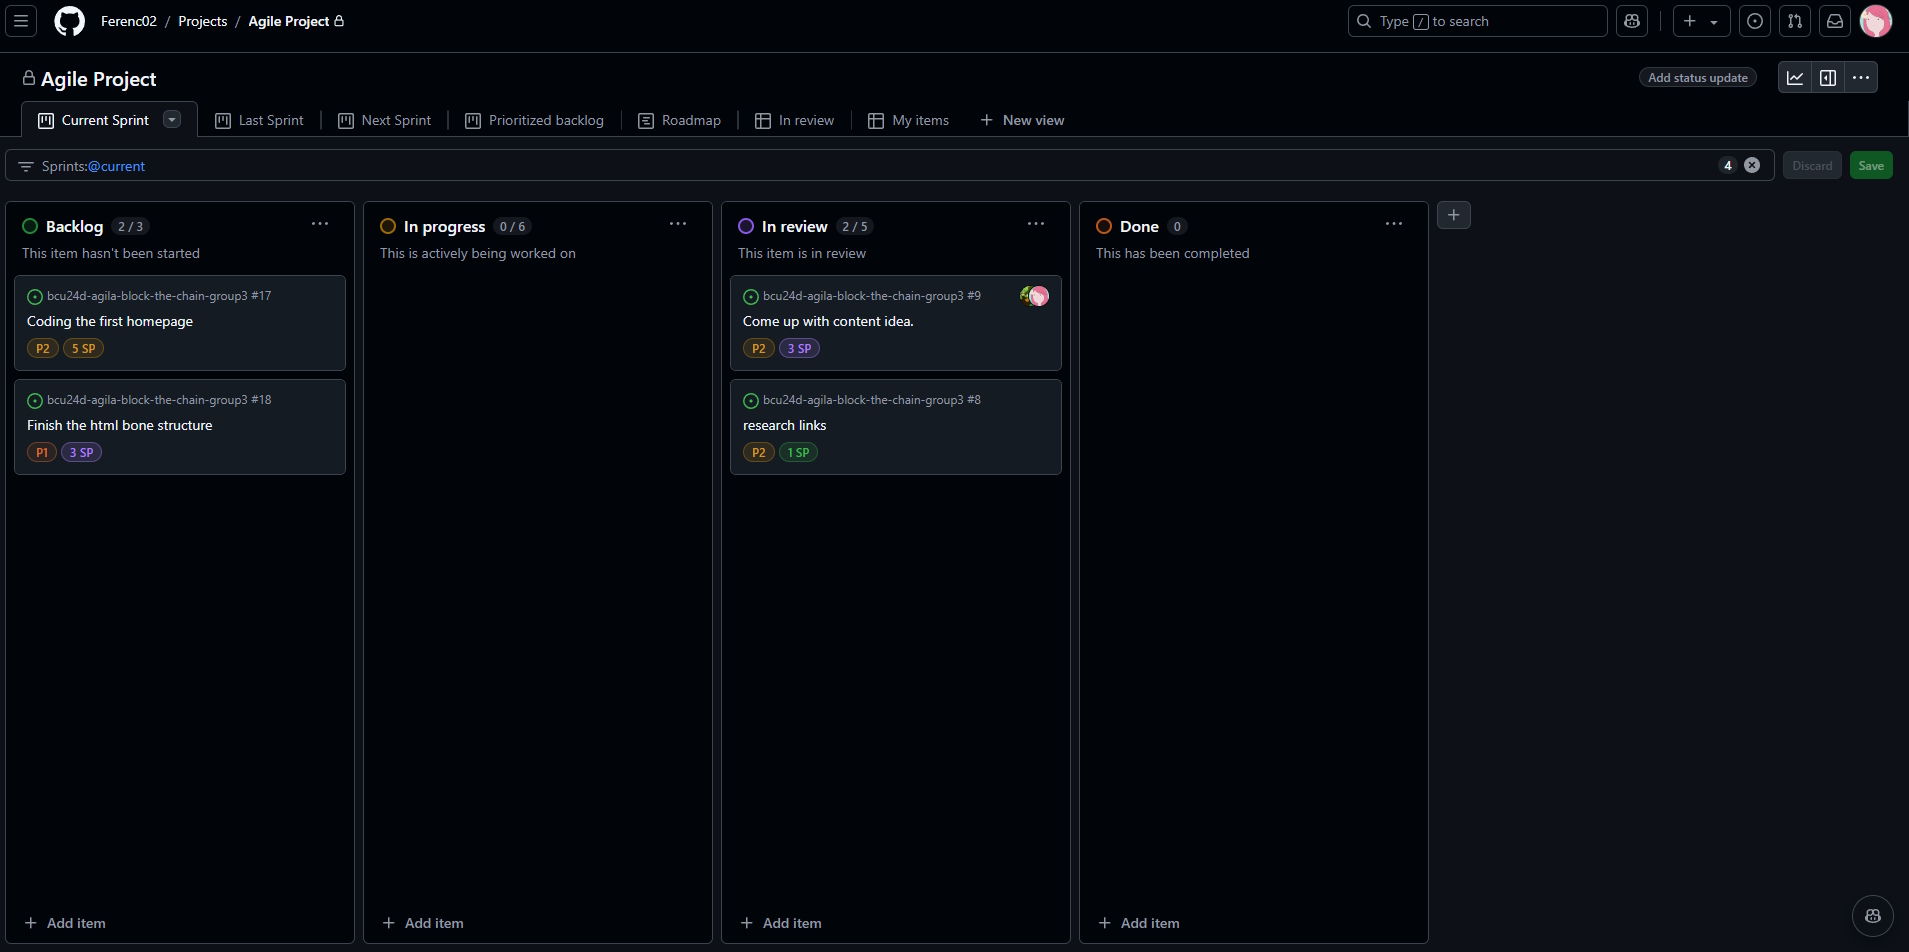 Ferenc02 / Projects / Agile Project
Type / to search
Agile Project
Add status update
Current Sprint
Last Sprint
Next Sprint
Prioritized backlog
Roadmap
In review
My items
New view
Sprints:@current
4
Discard
Save
Backlog 2 / 3
This item hasn't been started
bcu24d-agila-block-the-chain-group3 #17
Coding the first homepage
P2 5 SP
bcu24d-agila-block-the-chain-group3 #18
Finish the html bone structure
P1 3 SP
Add item
In progress 0 / 6
This is actively being worked on
Add item
In review 2 / 5
This item is in review
bcu24d-agila-block-the-chain-group3 #9
Come up with content idea.
P2 3 SP
bcu24d-agila-block-the-chain-group3 #8
research links
P2 1 SP
Add item
Done 0
This has been completed
Add item